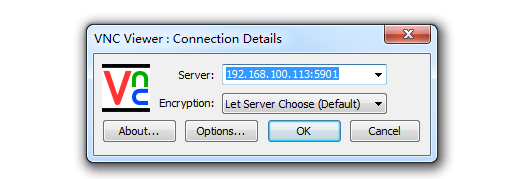 VNC Viewer : Connection Details
Vnc
Server: 192.168.100.113:5901
Encryption: Let Server Choose (Default)
About... Options... OK Cancel